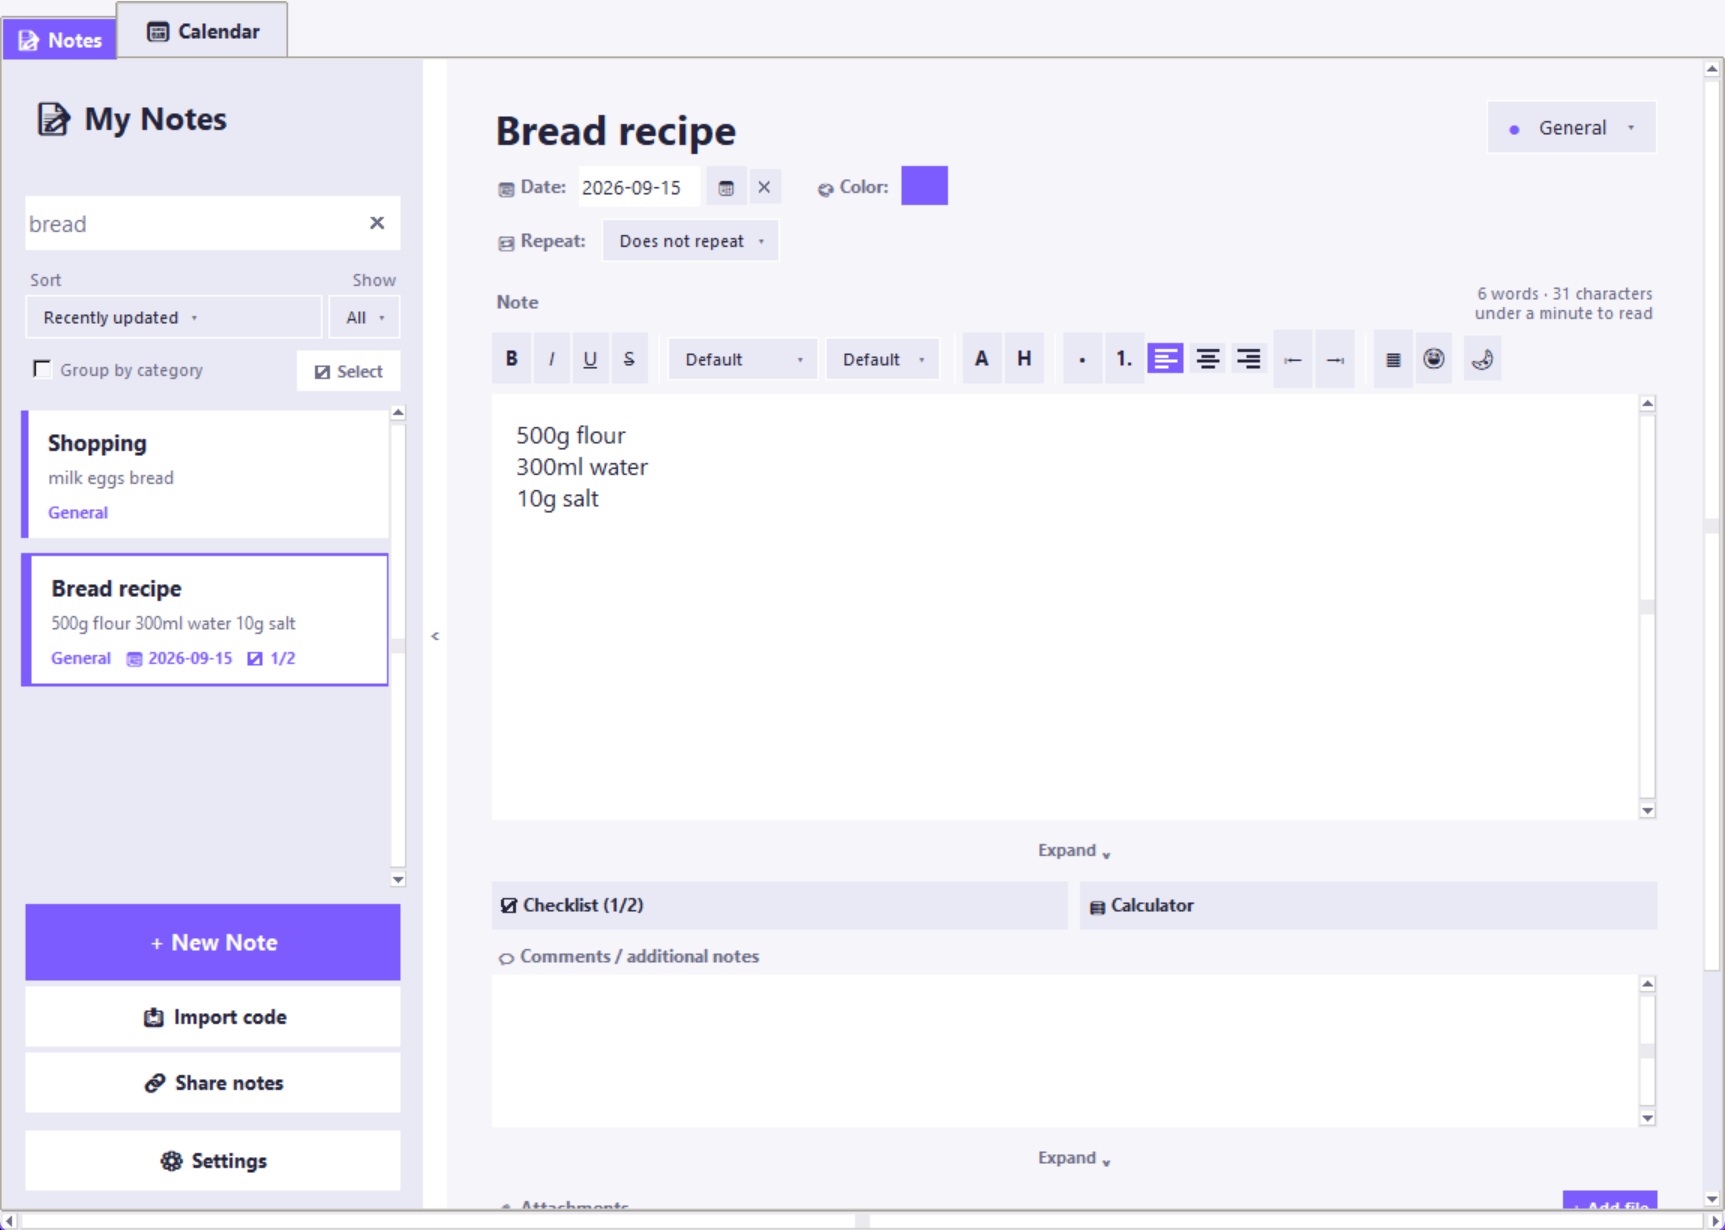 Notes
Calendar
My Notes
bread
Sort
Show
Recently updated
All
Group by category
Select
Shopping
milk eggs bread
General
Bread recipe
500g flour 300ml water 10g salt
General 2026-09-15 1/2
+ New Note
Import code
Share notes
Settings
<
Bread recipe
General
Date: 2026-09-15
Color:
Repeat: Does not repeat
Note
6 words · 31 characters
under a minute to read
B I U S Default Default A H • 1.
500g flour
300ml water
10g salt
Expand
Checklist (1/2)
Calculator
Comments / additional notes
Expand
Attachments
+ Add file